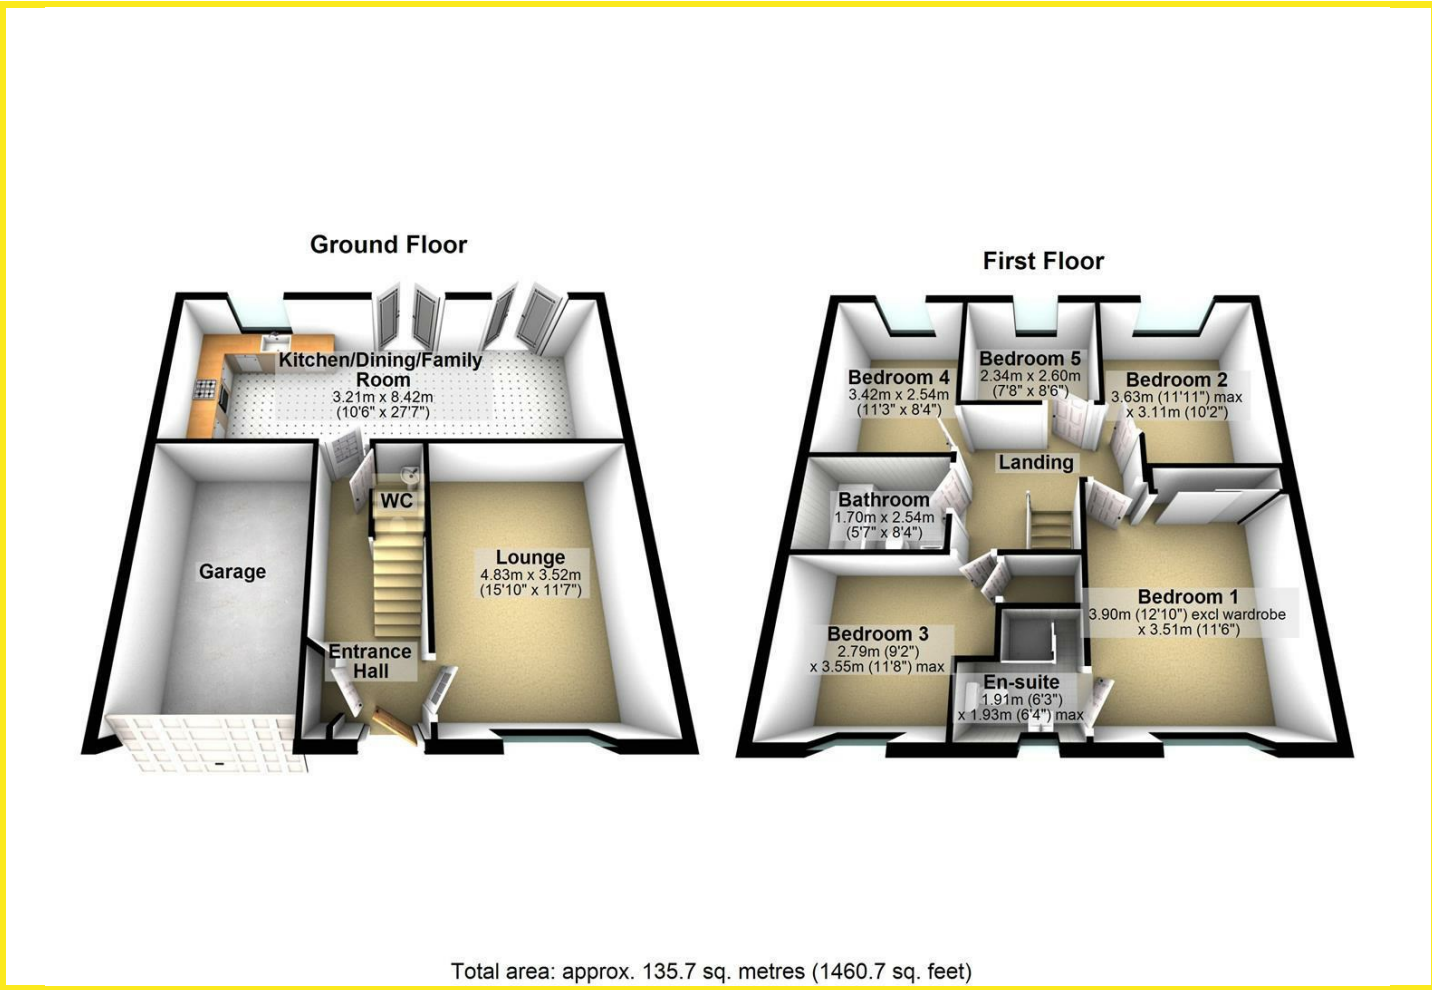 Ground Floor
Kitchen/Dining/Family
Room
3.21m x 8.42m
(10'6" x 27'7")
WC
Lounge
4.83m x 3.52m
(15'10" x 11'7")
Garage
Entrance
Hall
First Floor
Bedroom 4
3.42m x 2.54m
(11'3" x 8'4")
Bedroom 5
2.34m x 2.60m
(7'8" x 8'6")
Bedroom 2
3.63m (11'11") max
x 3.11m (10'2")
Landing
Bathroom
1.70m x 2.54m
(5'7" x 8'4")
Bedroom 1
3.90m (12'10") excl wardrobe
x 3.51m (11'6")
Bedroom 3
2.79m (9'2")
x 3.55m (11'8") max
En-suite
1.91m (6'3")
x 1.93m (6'4") max
Total area: approx. 135.7 sq. metres (1460.7 sq. feet)